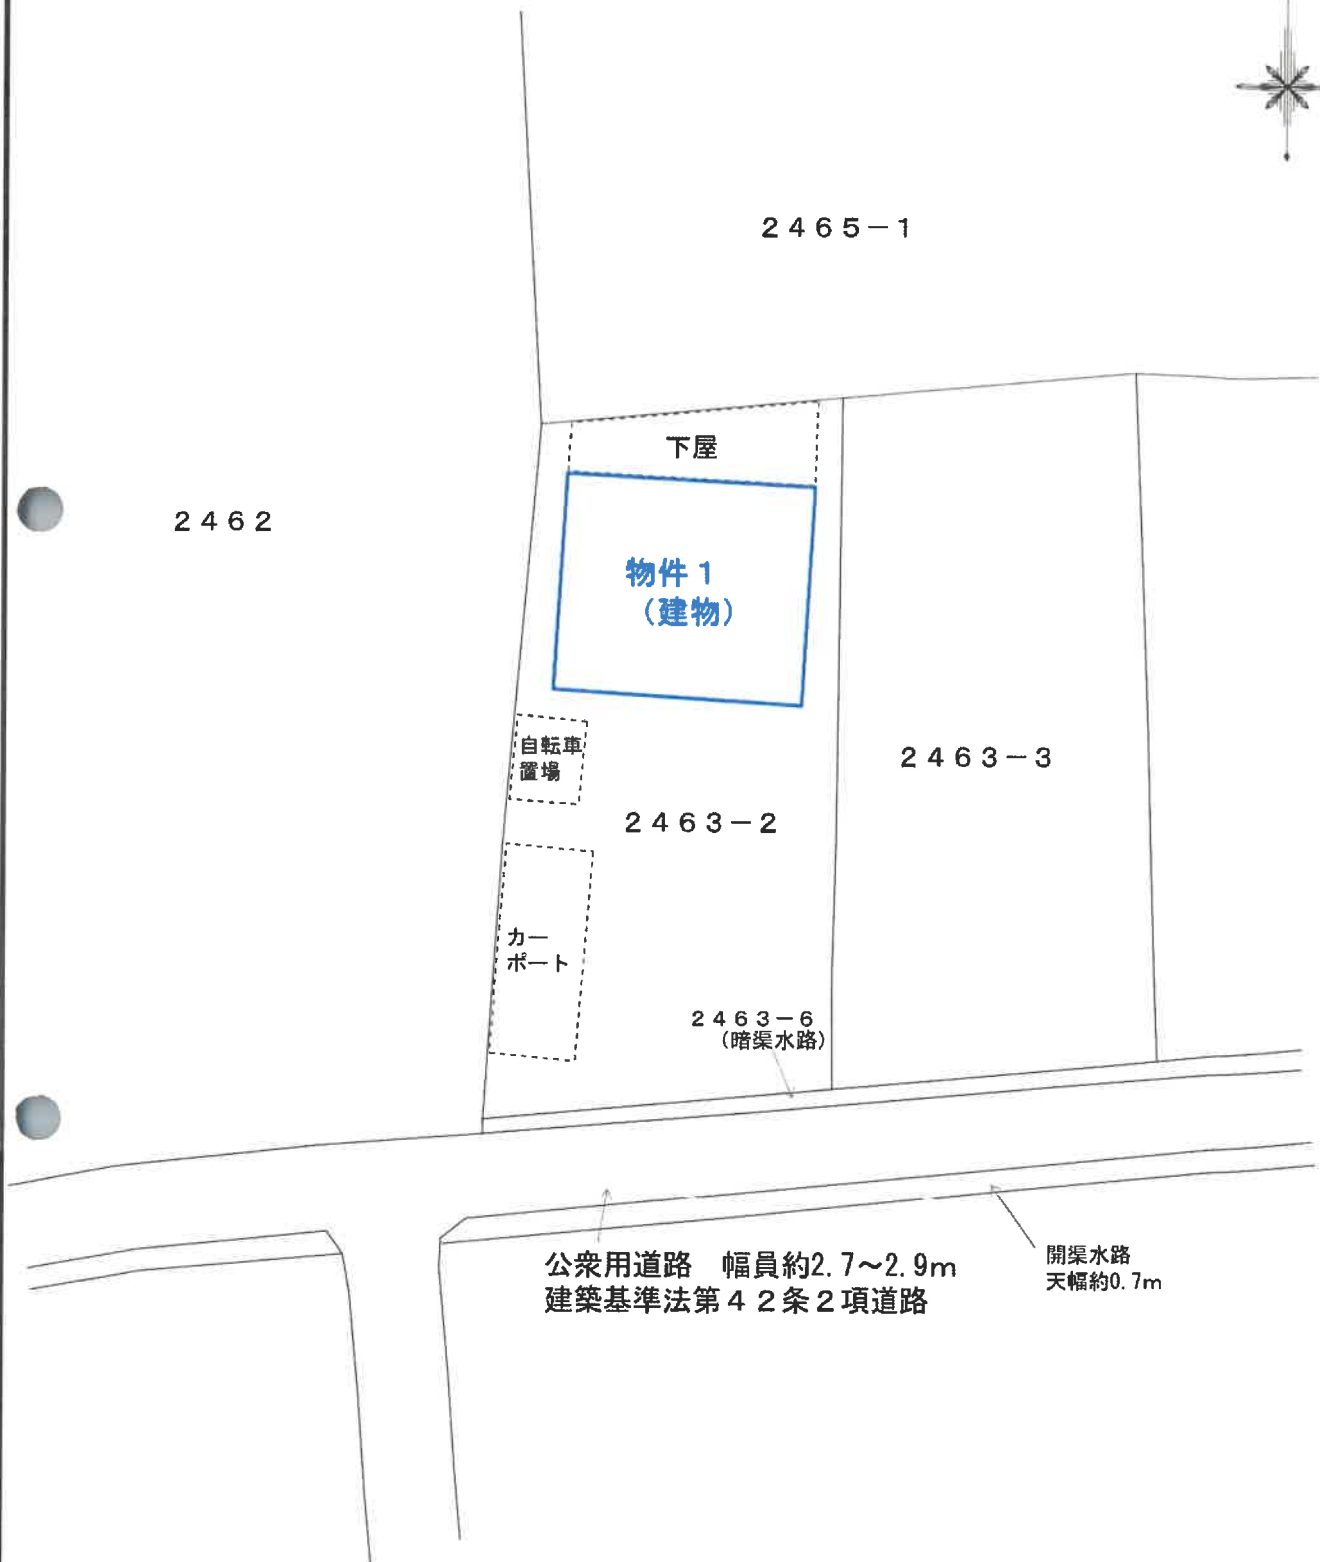 ２４６５－１
下屋
２４６２
物件１
（建物）
自転車
置場
２４６３－３
２４６３－２
カー
ポート
２４６３－６
（暗渠水路）
公衆用道路　幅員約2.7～2.9m
建築基準法第４２条２項道路
開渠水路
天幅約0.7m